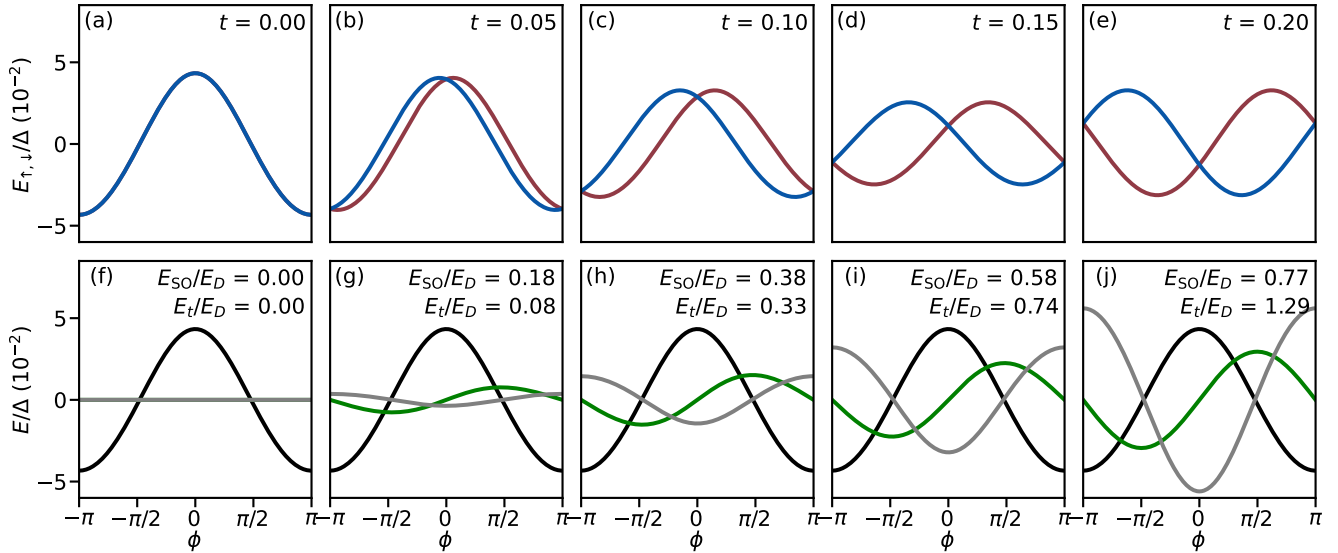 (a) t = 0.00
(b) t = 0.05
(c) t = 0.10
(d) t = 0.15
(e) t = 0.20
E↑,↓/Δ (10⁻²)
5
0
−5
(f) E_SO/E_D = 0.00
E_t/E_D = 0.00
(g) E_SO/E_D = 0.18
E_t/E_D = 0.08
(h) E_SO/E_D = 0.38
E_t/E_D = 0.33
(i) E_SO/E_D = 0.58
E_t/E_D = 0.74
(j) E_SO/E_D = 0.77
E_t/E_D = 1.29
E/Δ (10⁻²)
5
0
−5
−π −π/2 0 π/2 π
−π/2 0 π/2 π
−π/2 0 π/2 π
−π/2 0 π/2 π
−π/2 0 π/2 π
ϕ ϕ ϕ ϕ ϕ